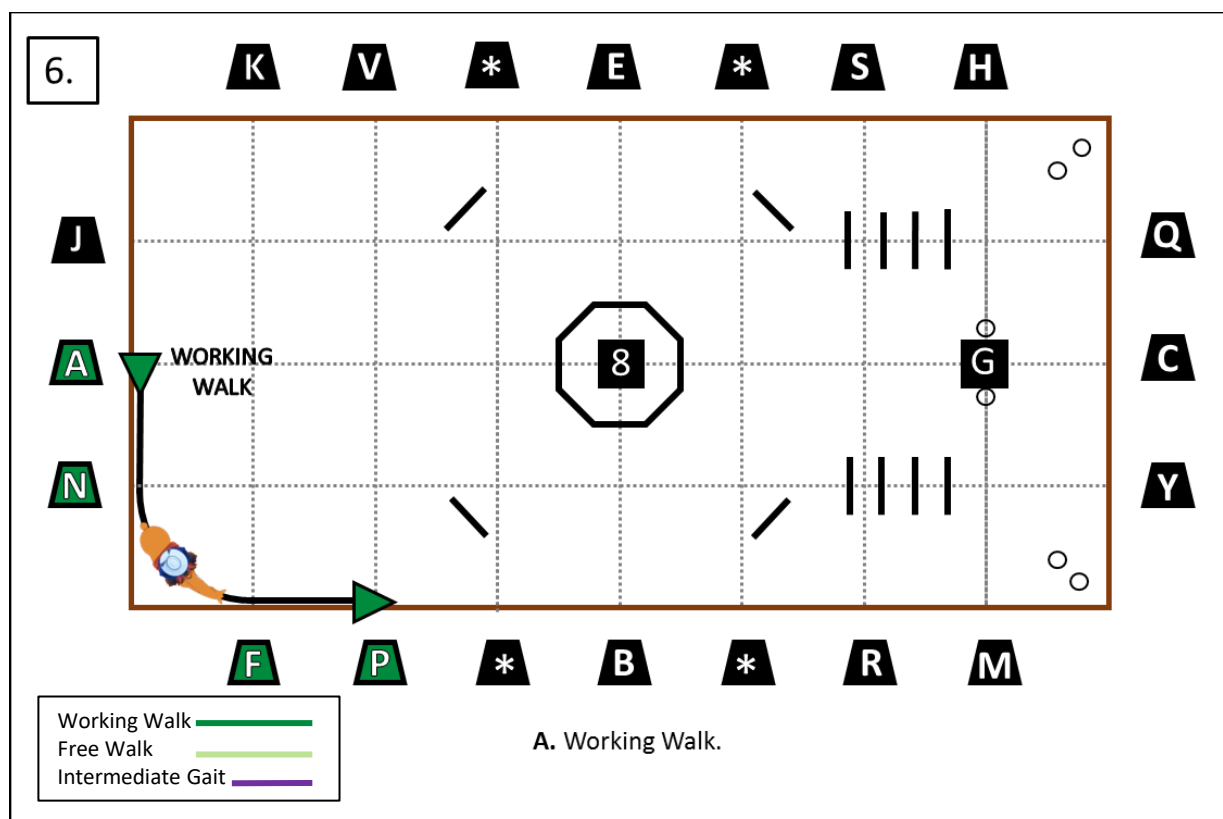 6.
K V * E * S H
J Q
A WORKING
WALK 8 G C
N Y
F P * B * R M
Working Walk
Free Walk
Intermediate Gait
A. Working Walk.